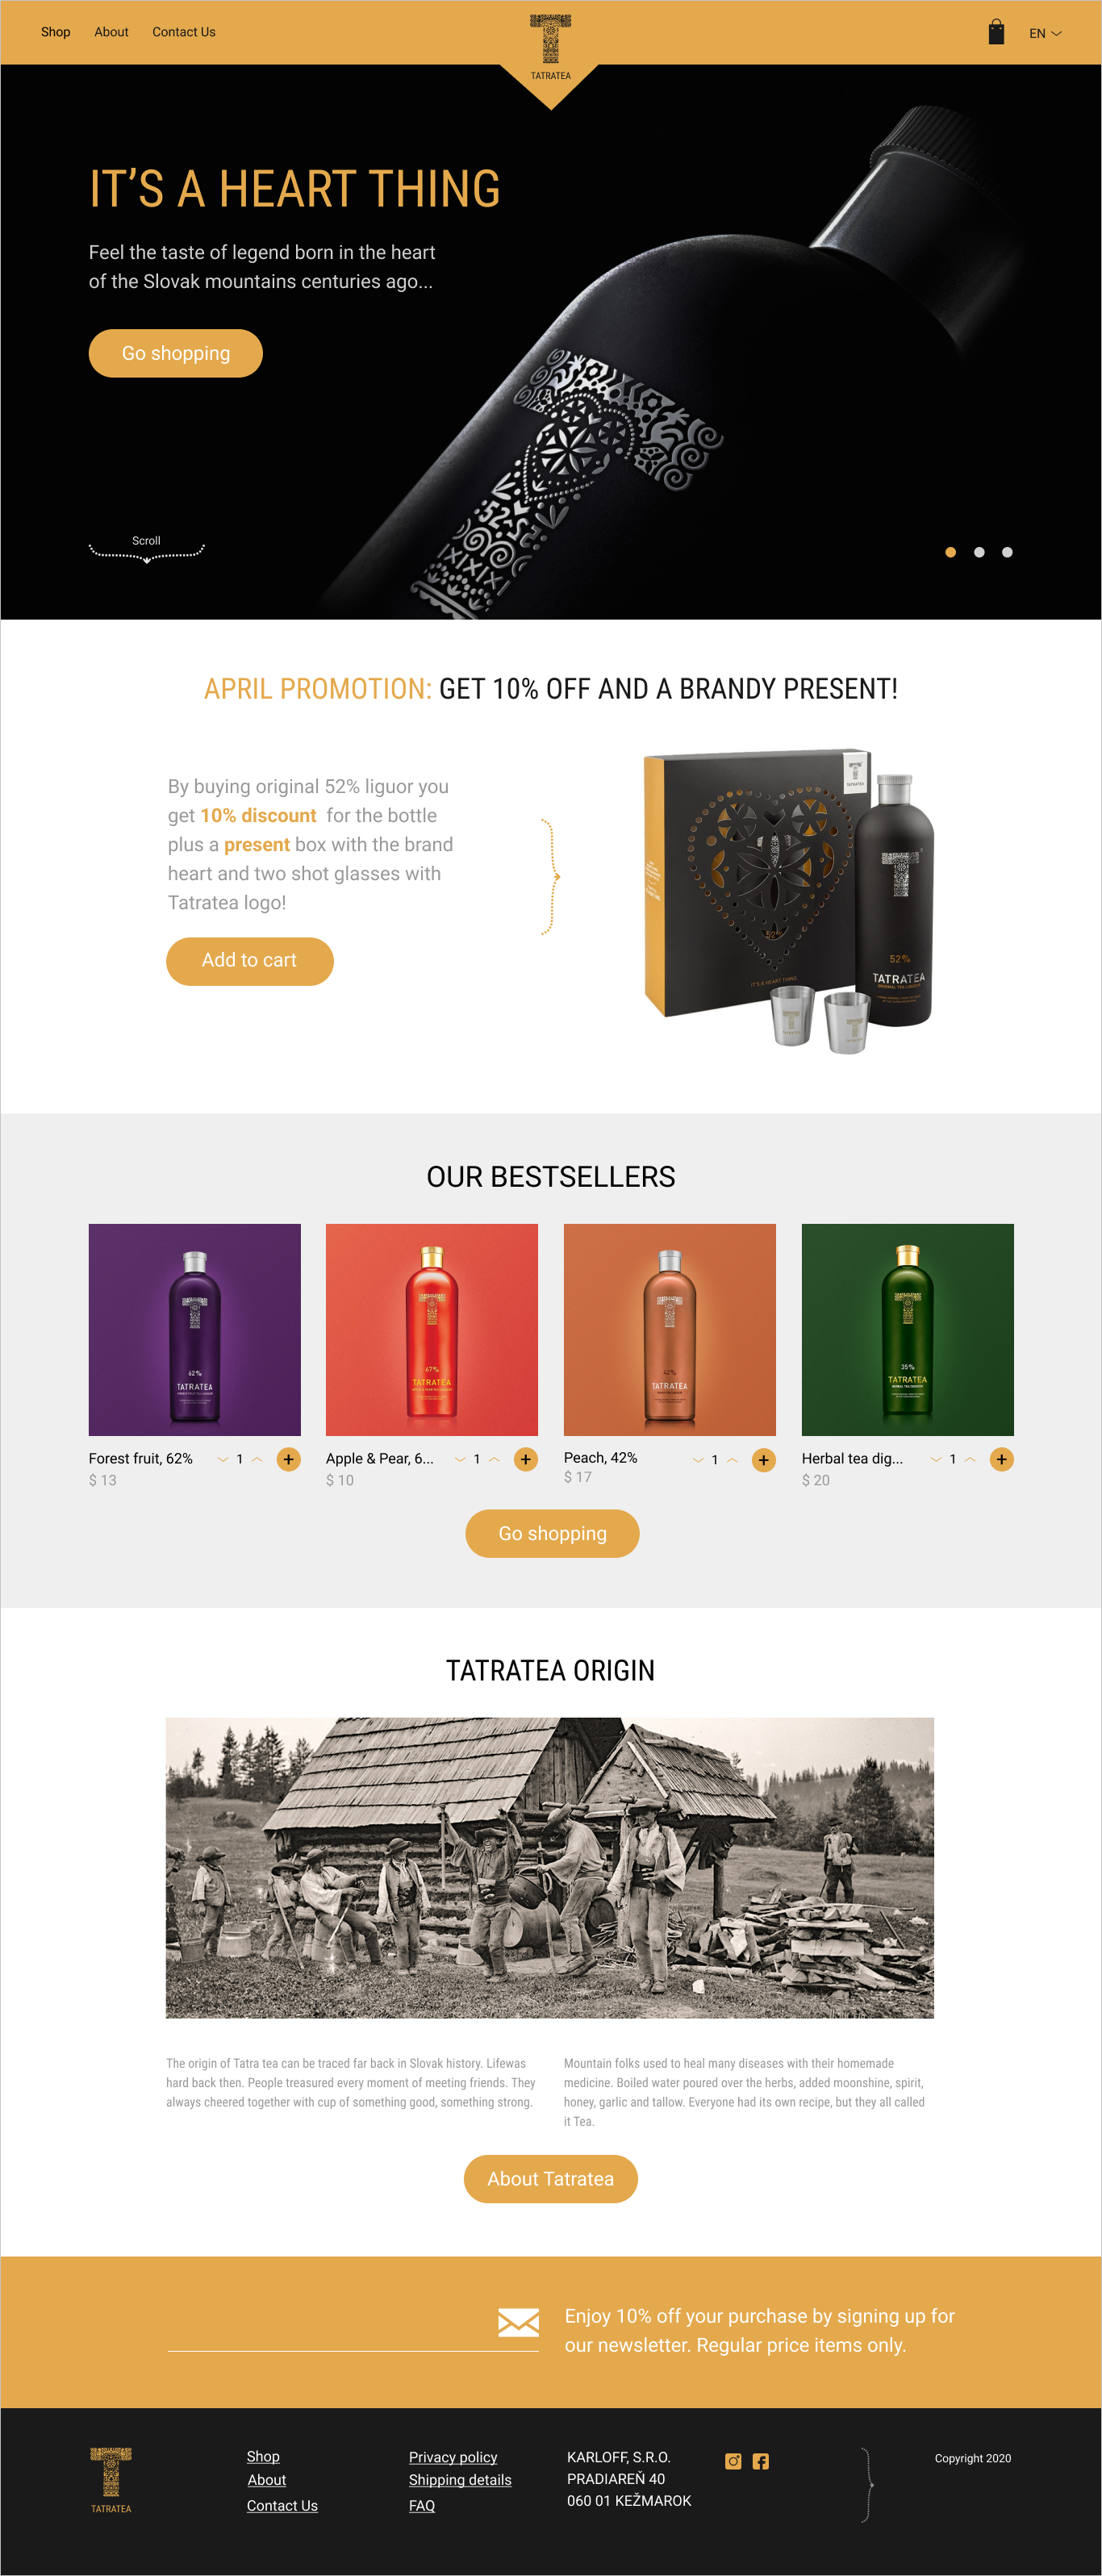 Shop About Contact Us
TATRATEA
EN
IT’S A HEART THING
Feel the taste of legend born in the heart
of the Slovak mountains centuries ago...
Go shopping
Scroll
APRIL PROMOTION: GET 10% OFF AND A BRANDY PRESENT!
By buying original 52% liguor you
get 10% discount for the bottle
plus a present box with the brand
heart and two shot glasses with
Tatratea logo!
Add to cart
TATRATEA
52%
IT'S A HEART THING.
52%
TATRATEA
ORIGINAL TEA LIQUEUR
OUR BESTSELLERS
62%
TATRATEA
67%
TATRATEA
42%
TATRATEA
35%
TATRATEA
Forest fruit, 62% 1 +
$ 13
Apple & Pear, 6... 1 +
$ 10
Peach, 42% 1 +
$ 17
Herbal tea dig... 1 +
$ 20
Go shopping
TATRATEA ORIGIN
The origin of Tatra tea can be traced far back in Slovak history. Lifewas
hard back then. People treasured every moment of meeting friends. They
always cheered together with cup of something good, something strong.
Mountain folks used to heal many diseases with their homemade
medicine. Boiled water poured over the herbs, added moonshine, spirit,
honey, garlic and tallow. Everyone had its own recipe, but they all called
it Tea.
About Tatratea
Enjoy 10% off your purchase by signing up for
our newsletter. Regular price items only.
TATRATEA
Shop
About
Contact Us
Privacy policy
Shipping details
FAQ
KARLOFF, S.R.O.
PRADIAREŇ 40
060 01 KEŽMAROK
Copyright 2020